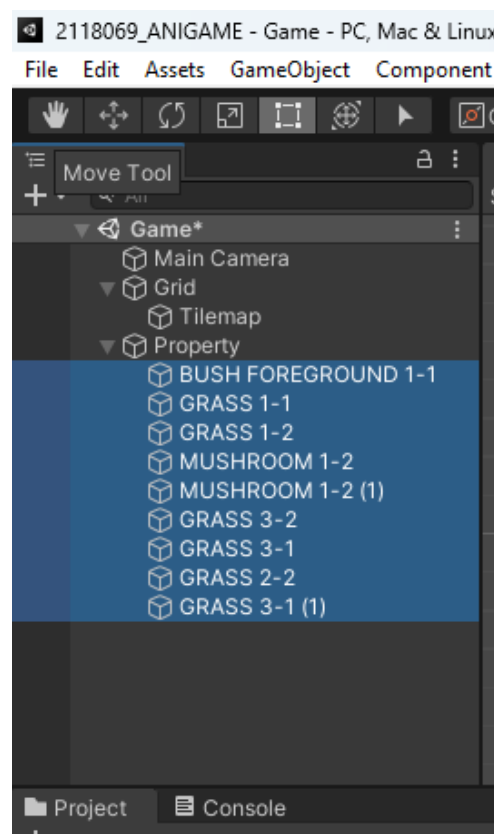 2118069_ANIGAME - Game - PC, Mac & Linux
File Edit Assets GameObject Component
Move Tool
All
Game*
Main Camera
Grid
Tilemap
Property
BUSH FOREGROUND 1-1
GRASS 1-1
GRASS 1-2
MUSHROOM 1-2
MUSHROOM 1-2 (1)
GRASS 3-2
GRASS 3-1
GRASS 2-2
GRASS 3-1 (1)
Project Console